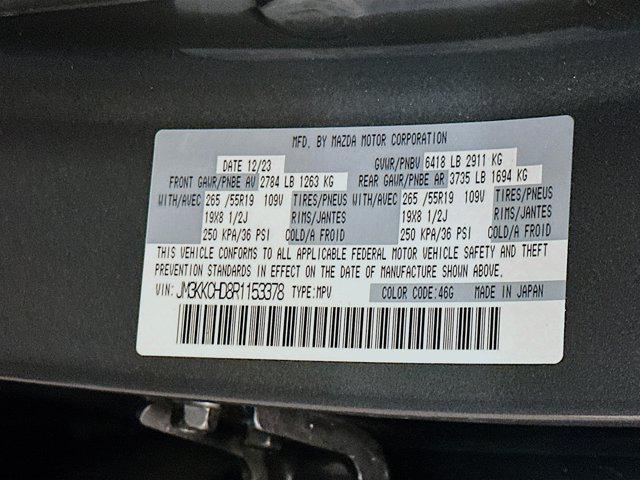 MFD. BY MAZDA MOTOR CORPORATION
DATE 12/23 GVWR/PNBV 6418 LB 2911 KG
FRONT GAWR/PNBE AV 2784 LB 1263 KG REAR GAWR/PNBE AR 3735 LB 1694 KG
WITH/AVEC 265 /55R19 109V TIRES/PNEUS WITH/AVEC 265 /55R19 109V TIRES/PNEUS
19X8 1/2J RIMS/JANTES 19X8 1/2J RIMS/JANTES
250 KPA/36 PSI COLD/A FROID 250 KPA/36 PSI COLD/A FROID
THIS VEHICLE CONFORMS TO ALL APPLICABLE FEDERAL MOTOR VEHICLE SAFETY AND THEFT
PREVENTION STANDARDS IN EFFECT ON THE DATE OF MANUFACTURE SHOWN ABOVE.
VIN: JM3KKCHD8R1153378 TYPE:MPV COLOR CODE:46G MADE IN JAPAN